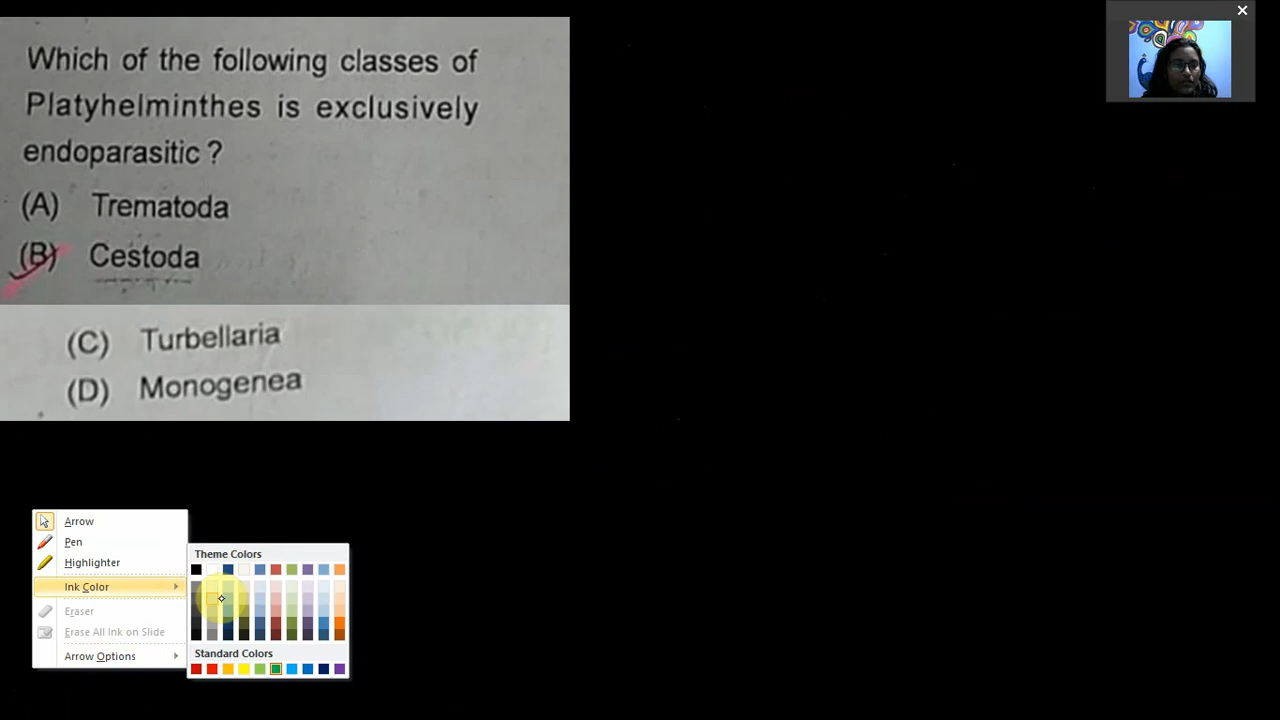 Which of the following classes of
Platyhelminthes is exclusively
endoparasitic ?
(A) Trematoda
(B) Cestoda
(C) Turbellaria
(D) Monogenea
Arrow
Pen
Highlighter
Ink Color
Eraser
Erase All Ink on Slide
Arrow Options
Theme Colors
Standard Colors